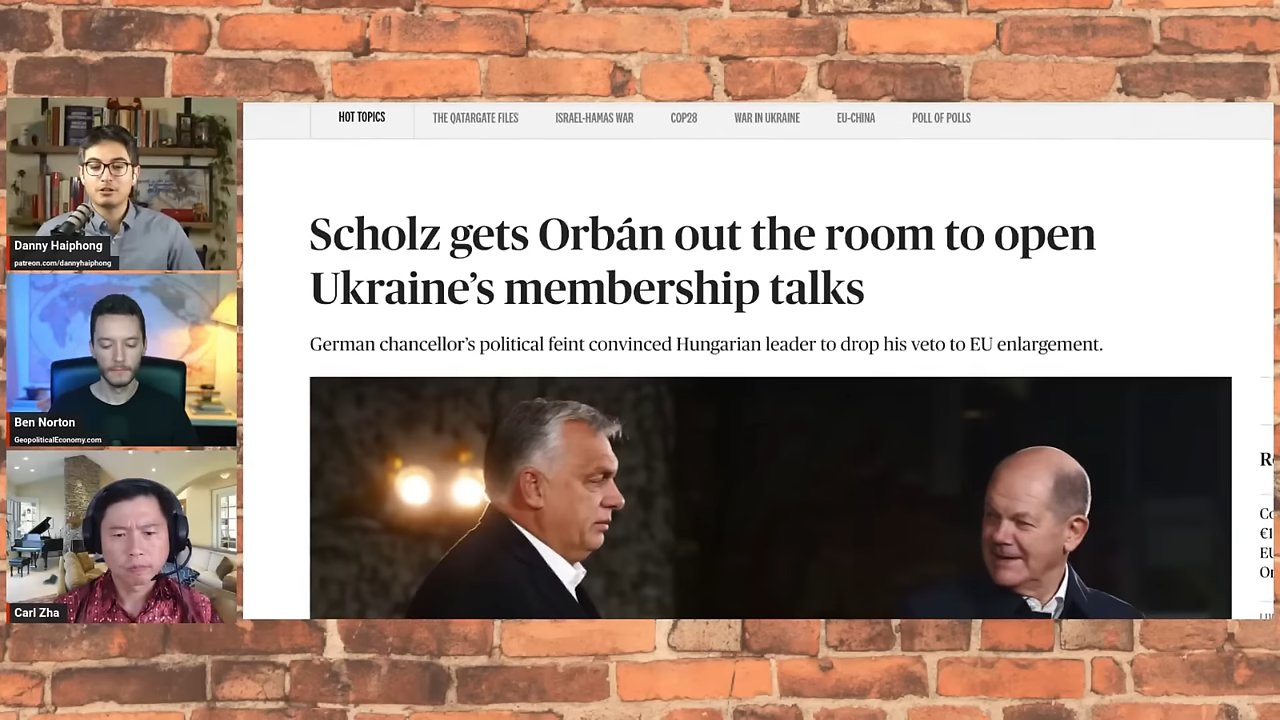 HOT TOPICS THE QATARGATE FILES ISRAEL-HAMAS WAR COP28 WAR IN UKRAINE EU-CHINA POLL OF POLLS
Scholz gets Orbán out the room to open
Ukraine’s membership talks
German chancellor’s political feint convinced Hungarian leader to drop his veto to EU enlargement.
Danny Haiphong
patreon.com/dannyhaiphong
Ben Norton
GeopoliticalEconomy.com
Carl Zha